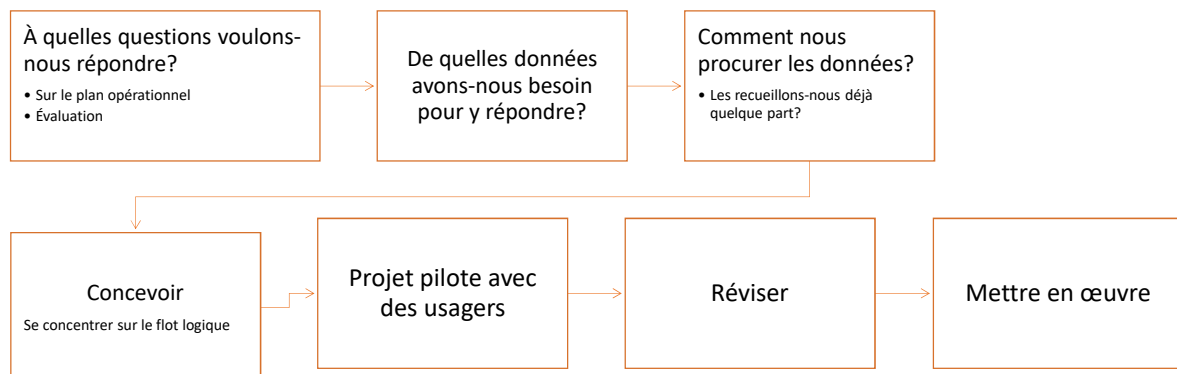 À quelles questions voulons-
nous répondre?
• Sur le plan opérationnel
• Évaluation
De quelles données
avons-nous besoin
pour y répondre?
Comment nous
procurer les données?
• Les recueillons-nous déjà
quelque part?
Concevoir
Se concentrer sur le flot logique
Projet pilote avec
des usagers
Réviser
Mettre en œuvre